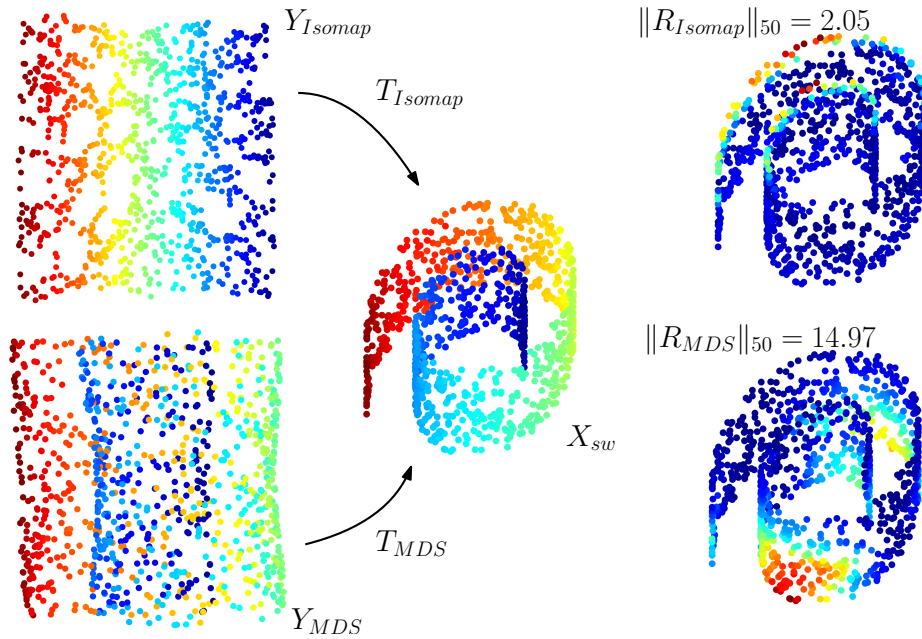 Y_{Isomap}
‖R_{Isomap}‖_{50} = 2.05
T_{Isomap}
X_{sw}
‖R_{MDS}‖_{50} = 14.97
T_{MDS}
Y_{MDS}